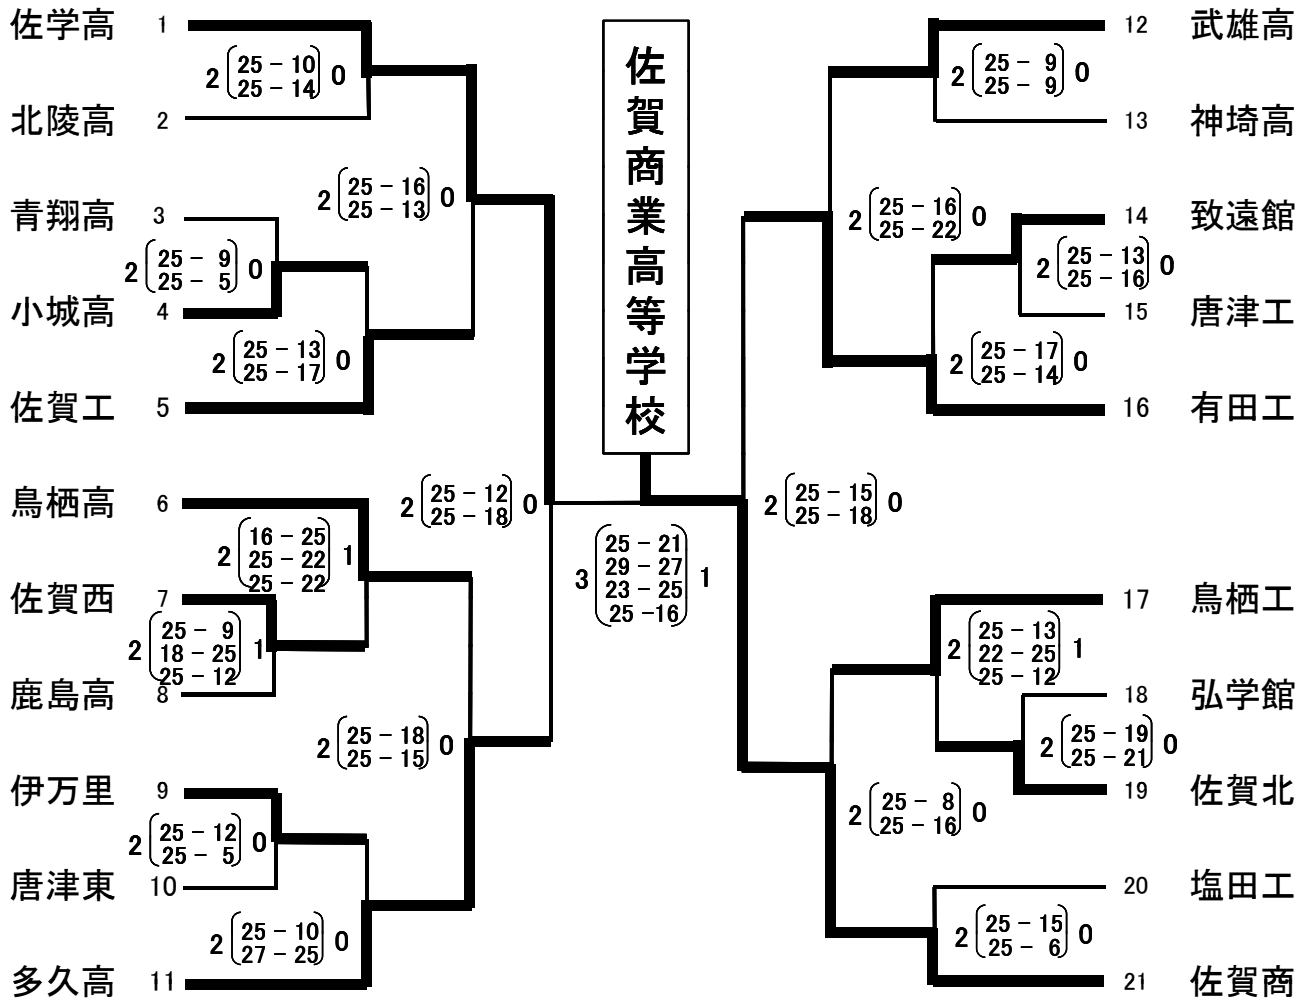 佐学高 1
2 25-10 0
25-14
北陵高 2
2 25-16 0
25-13
青翔高 3
2 25- 9 0
25- 5
小城高 4
2 25-13 0
25-17
佐賀工 5
2 25-12 0
25-18
鳥栖高 6
2 16-25 1
25-22
25-22
佐賀西 7
2 25- 9 1
18-25
25-12
鹿島高 8
2 25-18 0
25-15
伊万里 9
2 25-12 0
25- 5
唐津東 10
2 25-10 0
27-25
多久高 11
佐賀商業高等学校
3 25-21 1
29-27
23-25
25-16
12 武雄高
2 25- 9 0
25- 9
13 神埼高
2 25-16 0
25-22
14 致遠館
2 25-13 0
25-16
15 唐津工
2 25-17 0
25-14
16 有田工
2 25-15 0
25-18
17 鳥栖工
2 25-13 1
22-25
25-12
18 弘学館
2 25-19 0
25-21
19 佐賀北
2 25- 8 0
25-16
20 塩田工
2 25-15 0
25- 6
21 佐賀商